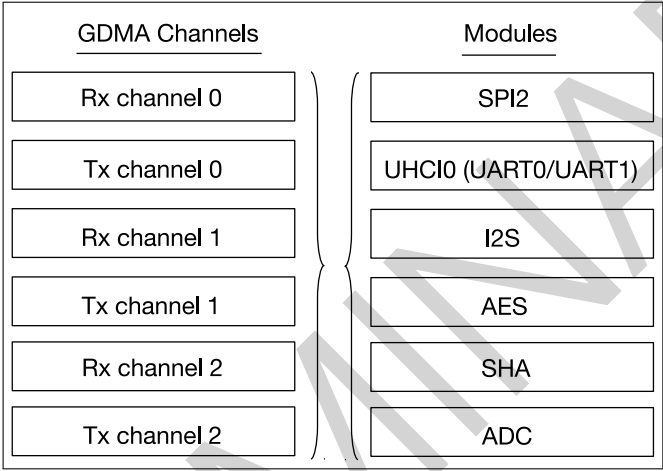 GDMA Channels
Modules
Rx channel 0
SPI2
Tx channel 0
UHCI0 (UART0/UART1)
Rx channel 1
I2S
Tx channel 1
AES
Rx channel 2
SHA
Tx channel 2
ADC
MINA